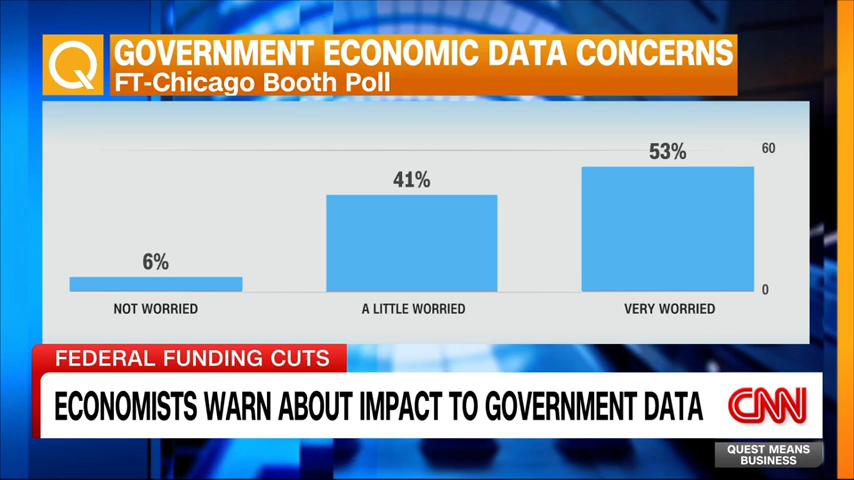 Q
GOVERNMENT ECONOMIC DATA CONCERNS
FT-Chicago Booth Poll
60
53%
41%
6%
0
NOT WORRIED
A LITTLE WORRIED
VERY WORRIED
FEDERAL FUNDING CUTS
ECONOMISTS WARN ABOUT IMPACT TO GOVERNMENT DATA
CNN
QUEST MEANS
BUSINESS